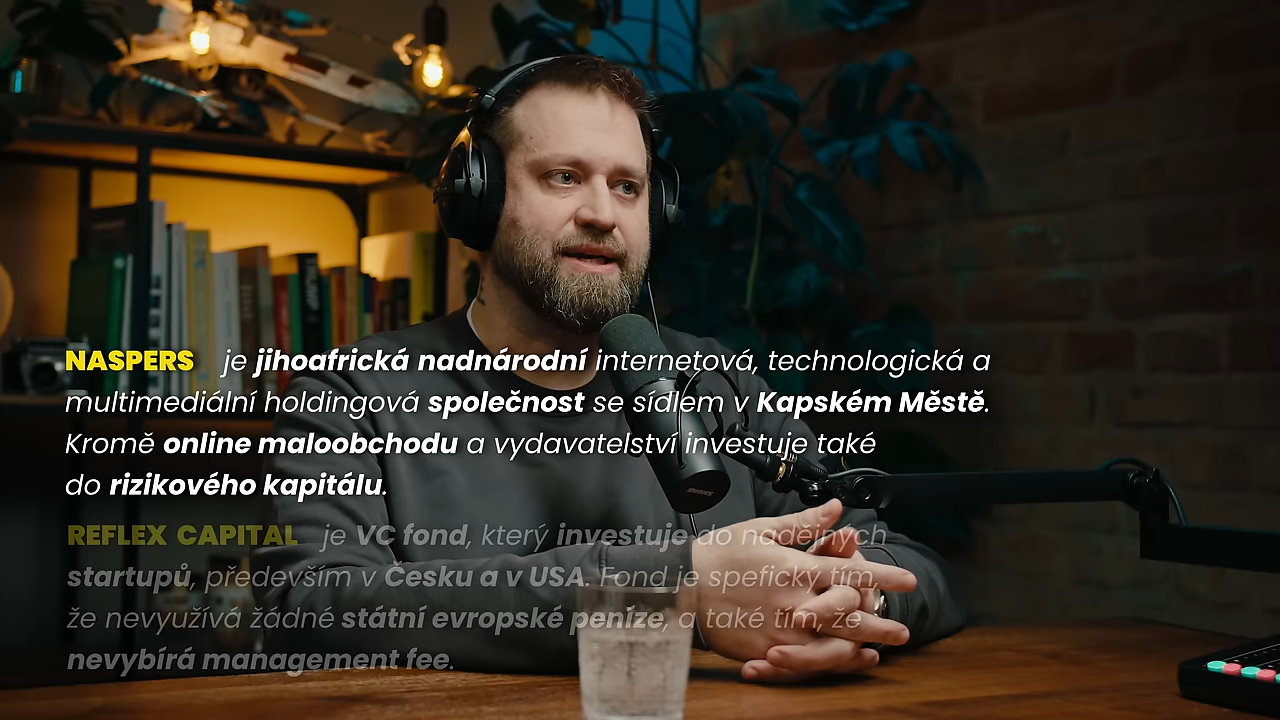 NASPERS je jihoafrická nadnárodní internetová, technologická a
multimediální holdingová společnost se sídlem v Kapském Městě.
Kromě online maloobchodu a vydavatelství investuje také
do rizikového kapitálu.
REFLEX CAPITAL je VC fond, který investuje do nadějných
startupů, především v Česku a v USA. Fond je spefický tím,
že nevyužívá žádné státní evropské peníze, a také tím, že
nevybírá management fee.